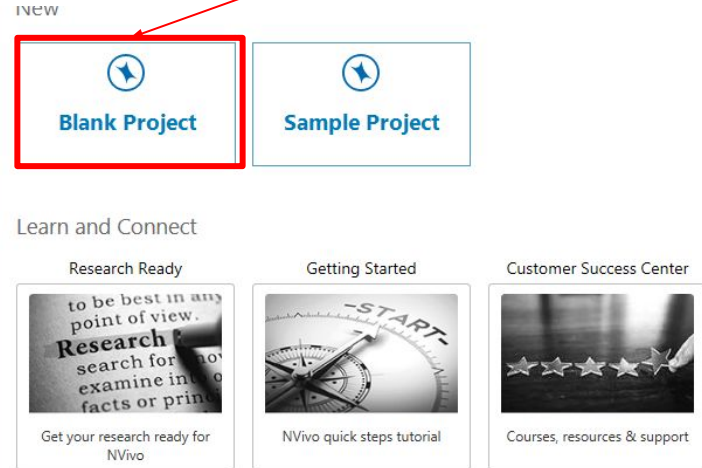 New
Blank Project
Sample Project
Learn and Connect
Research Ready
Getting Started
Customer Success Center
to be best in any
point of view.
Research
search for
examine in
facts or prin
START
Get your research ready for
NVivo
NVivo quick steps tutorial
Courses, resources & support